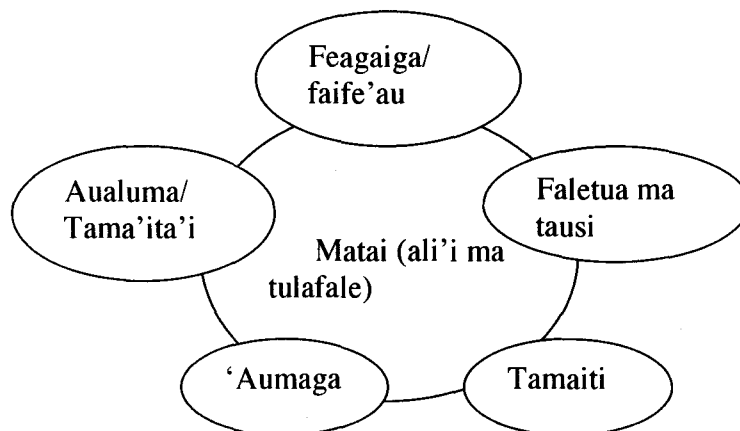 Feagaiga/
faife’au
Aualuma/
Tama’ita’i
Faletua ma
tausi
Matai (ali’i ma
tulafale)
‘Aumaga
Tamaiti